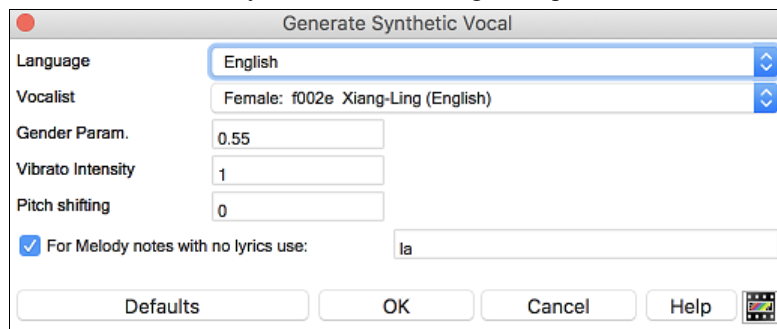 Generate Synthetic Vocal
Language English
Vocalist Female: f002e Xiang-Ling (English)
Gender Param. 0.55
Vibrato Intensity 1
Pitch shifting 0
For Melody notes with no lyrics use: la
Defaults OK Cancel Help